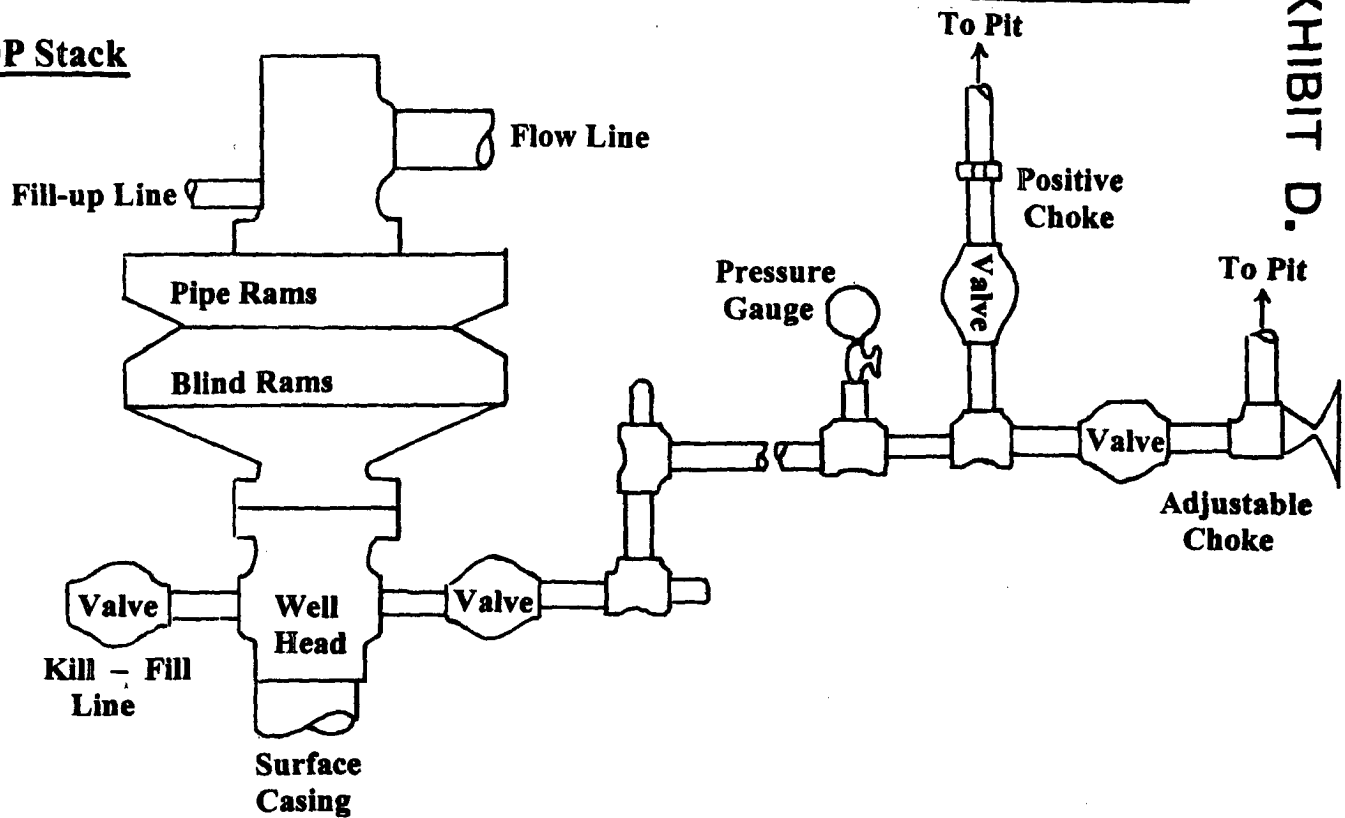 P Stack
To Pit
KHIBIT D.
Flow Line
Fill-up Line
Positive
Choke
Valve
To Pit
Pressure
Gauge
Pipe Rams
Blind Rams
Valve
Adjustable
Choke
Valve
Well
Head
Valve
Kill – Fill
Line
Surface
Casing